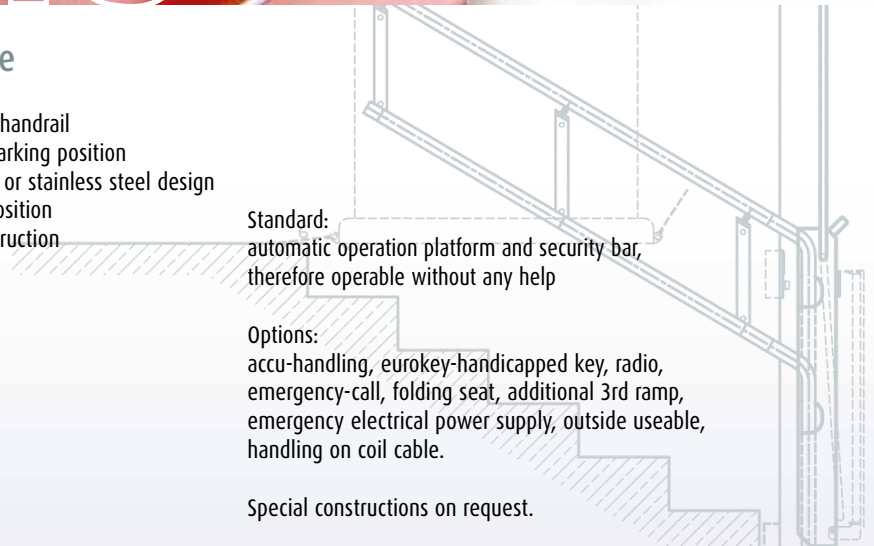 e
handrail
arking position
or stainless steel design
osition
ruction
Standard:
automatic operation platform and security bar,
therefore operable without any help
Options:
accu-handling, eurokey-handicapped key, radio,
emergency-call, folding seat, additional 3rd ramp,
emergency electrical power supply, outside useable,
handling on coil cable.
Special constructions on request.